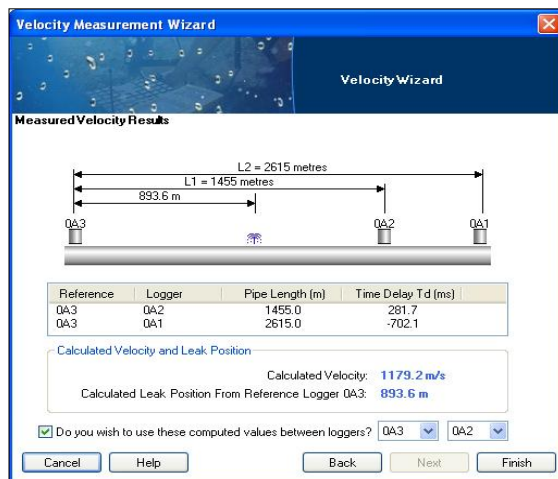 Velocity Measurement Wizard
Velocity Wizard
Measured Velocity Results
L2 = 2615 metres
L1 = 1455 metres
893.6 m
0A3 0A2 0A1
Reference Logger Pipe Length (m) Time Delay Td (ms)
0A3 0A2 1455.0 281.7
0A3 0A1 2615.0 -702.1
Calculated Velocity and Leak Position
Calculated Velocity: 1179.2 m/s
Calculated Leak Position From Reference Logger 0A3: 893.6 m
Do you wish to use these computed values between loggers? 0A3 0A2
Cancel Help Back Next Finish